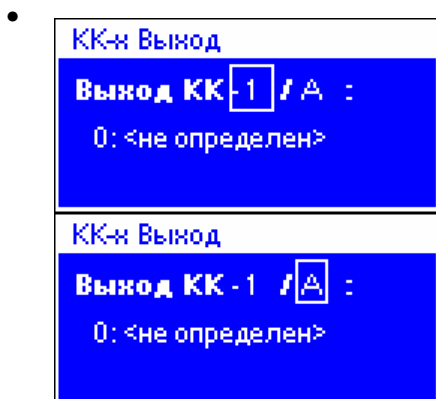 КК-х Выход
Выход КК -1 / А :
0: <не определен>
КК-х Выход
Выход КК -1 / А :
0: <не определен>